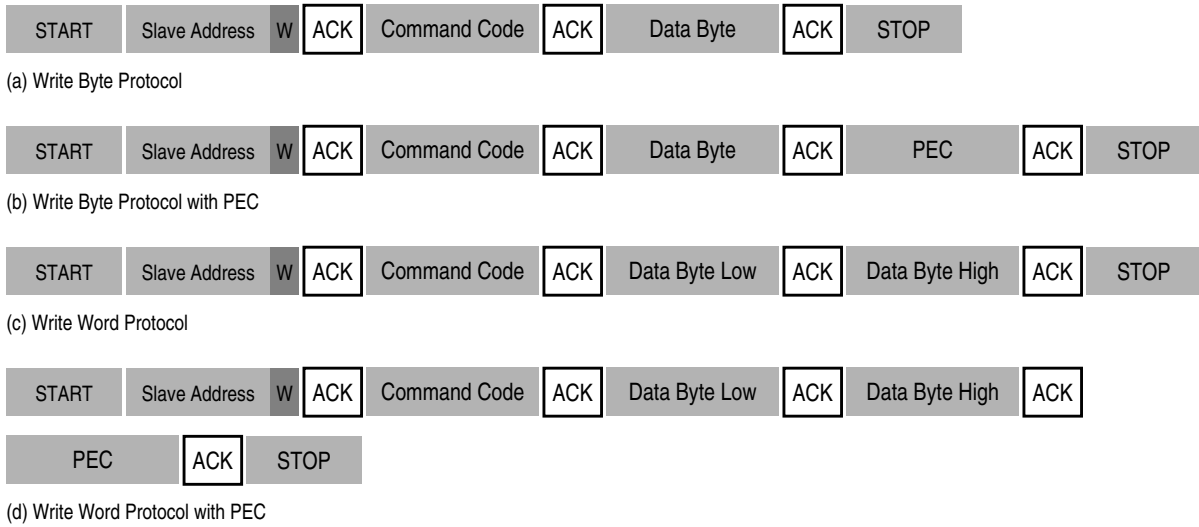 START Slave Address W ACK Command Code ACK Data Byte ACK STOP
(a) Write Byte Protocol
START Slave Address W ACK Command Code ACK Data Byte ACK PEC ACK STOP
(b) Write Byte Protocol with PEC
START Slave Address W ACK Command Code ACK Data Byte Low ACK Data Byte High ACK STOP
(c) Write Word Protocol
START Slave Address W ACK Command Code ACK Data Byte Low ACK Data Byte High ACK
PEC ACK STOP
(d) Write Word Protocol with PEC